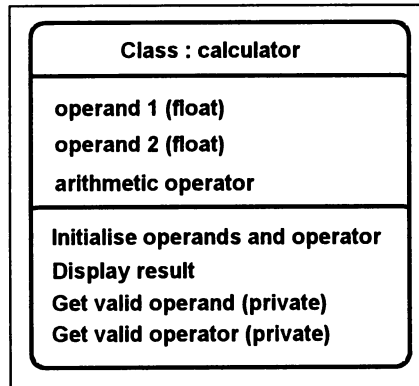 Class : calculator
operand 1 (float)
operand 2 (float)
arithmetic operator
Initialise operands and operator
Display result
Get valid operand (private)
Get valid operator (private)